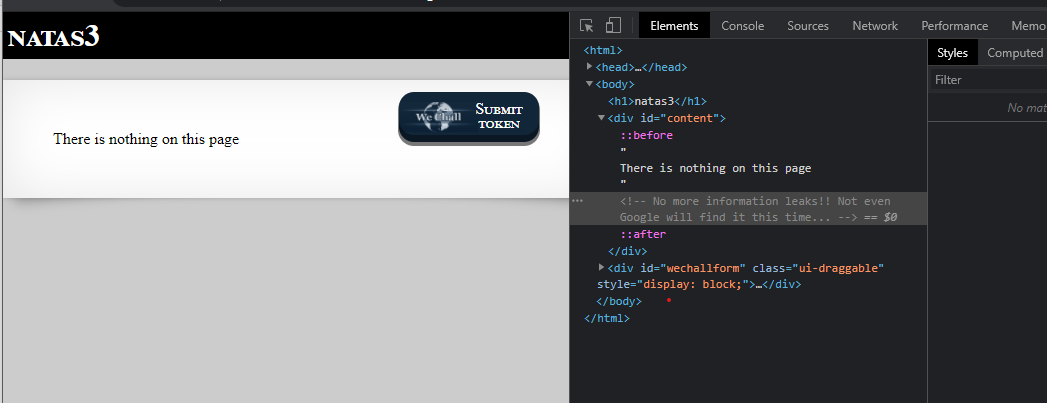 NATAS3
We Chall
SUBMIT
TOKEN
There is nothing on this page
Elements Console Sources Network Performance Memo
<html>
<head>…</head>
<body>
<h1>natas3</h1>
<div id="content">
::before
"
There is nothing on this page
"
<!-- No more information leaks!! Not even
Google will find it this time... --> == $0
::after
</div>
<div id="wechallform" class="ui-draggable"
style="display: block;">…</div>
</body>
</html>
Styles Computed
Filter
No mat